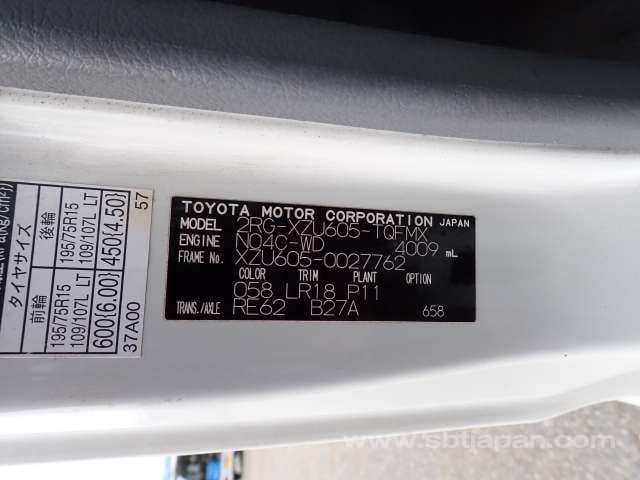 TOYOTA MOTOR CORPORATION JAPAN
MODEL 2RG-XZU605-TQFMX
ENGINE N04C-WD 4009 mL
FRAME No. XZU605-0027762
COLOR TRIM PLANT OPTION
058 LR18 P11
TRANS./AXLE RE62 B27A 658
タイヤサイズ
前輪 195/75R15 109/107L LT 600{6.00}
後輪 195/75R15 109/107L LT 450{4.50}
37A00 57
www.sbtjapan.com